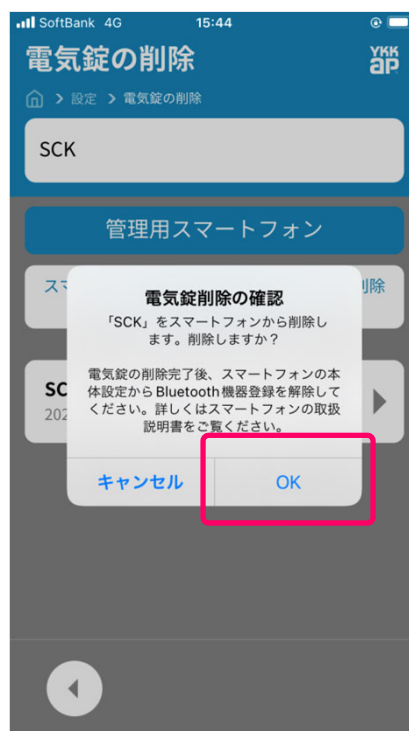 SoftBank 4G 15:44
電気錠の削除
YKK
ap
設定 > 電気錠の削除
SCK
管理用スマートフォン
スマ
削除
電気錠削除の確認
「SCK」をスマートフォンから削除し
ます。削除しますか？
電気錠の削除完了後、スマートフォンの本
体設定からBluetooth機器登録を解除して
ください。詳しくはスマートフォンの取扱
説明書をご覧ください。
SC
202
キャンセル OK